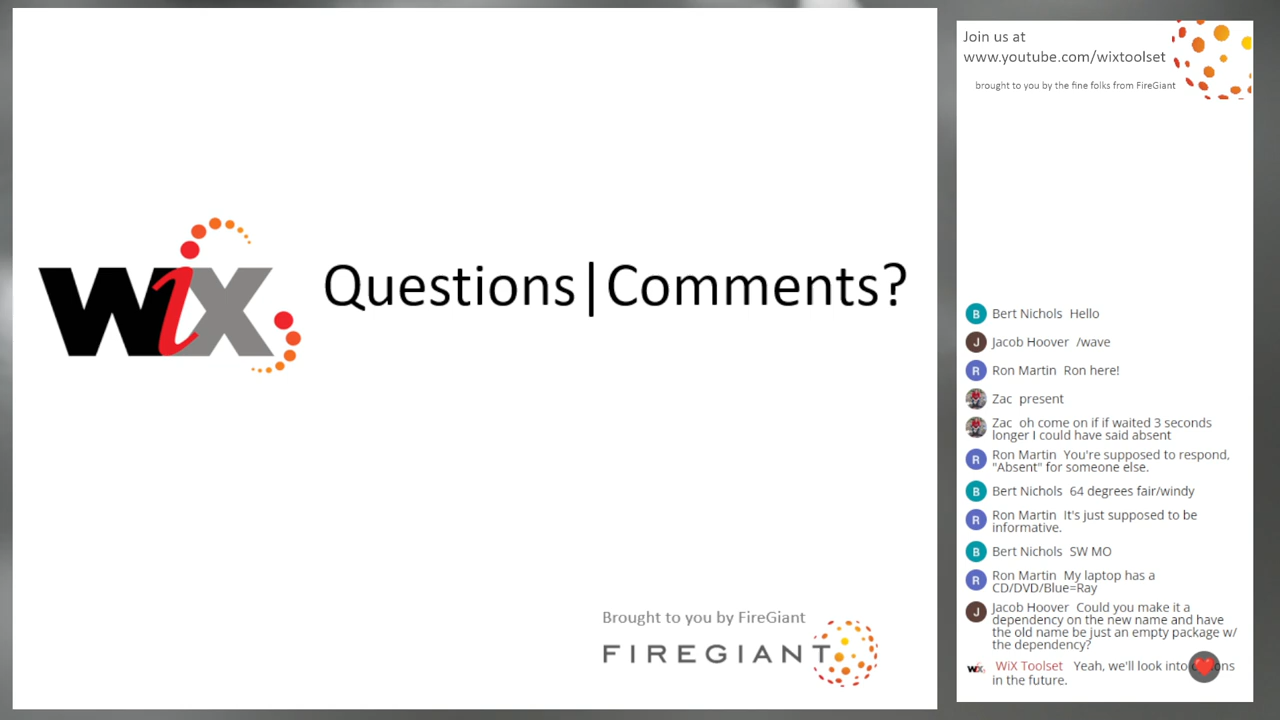 WiX
Questions|Comments?
Brought to you by FireGiant
FIREGIANT
Join us at
www.youtube.com/wixtoolset
brought to you by the fine folks from FireGiant
B Bert Nichols Hello
J Jacob Hoover /wave
R Ron Martin Ron here!
Zac present
Zac oh come on if if waited 3 seconds
longer I could have said absent
R Ron Martin You're supposed to respond,
"Absent" for someone else.
B Bert Nichols 64 degrees fair/windy
R Ron Martin It's just supposed to be
informative.
B Bert Nichols SW MO
R Ron Martin My laptop has a
CD/DVD/Blue=Ray
J Jacob Hoover Could you make it a
dependency on the new name and have
the old name be just an empty package w/
the dependency?
WiX WiX Toolset Yeah, we'll look into
in the future.